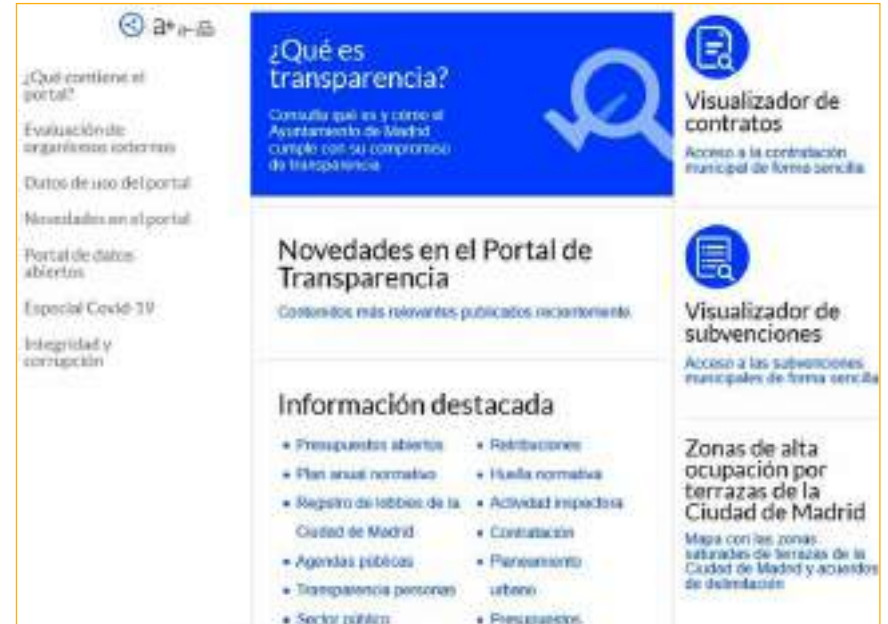 a+ a-
¿Qué contiene el
portal?
Evaluación de
organismos externos
Datos de uso del portal
Novedades en el portal
Portal de datos
abiertos
Especial Covid-19
Integridad y
corrupción
¿Qué es
transparencia?
Consulta qué es y cómo el
Ayuntamiento de Madrid
cumple con su compromiso
de transparencia
Novedades en el Portal de
Transparencia
Contenidos más relevantes publicados recientemente.
Información destacada
Presupuestos abiertos
Plan anual normativo
Registro de lobbies de la
Ciudad de Madrid
Agendas públicas
Transparencia personas
Sector público
Retribuciones
Huella normativa
Actividad inspectora
Contratación
Planeamiento
urbano
Presupuestos
Visualizador de
contratos
Acceso a la contratación
municipal de forma sencilla
Visualizador de
subvenciones
Acceso a las subvenciones
municipales de forma sencilla
Zonas de alta
ocupación por
terrazas de la
Ciudad de Madrid
Mapa con las zonas
saturadas de terrazas de la
Ciudad de Madrid y acuerdos
de delimitación